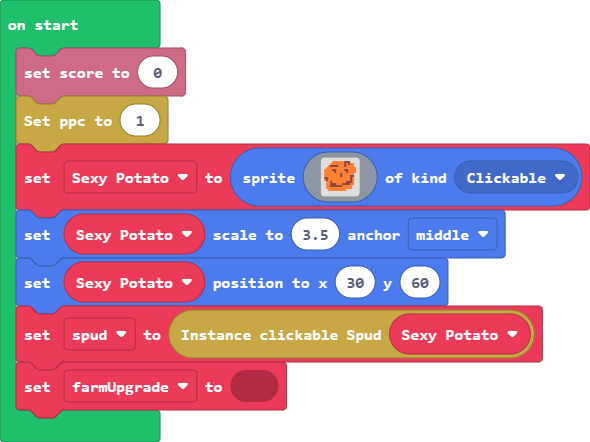 on start
set score to 0
Set ppc to 1
set Sexy Potato to sprite of kind Clickable
set Sexy Potato scale to 3.5 anchor middle
set Sexy Potato position to x 30 y 60
set spud to Instance clickable Spud Sexy Potato
set farmUpgrade to